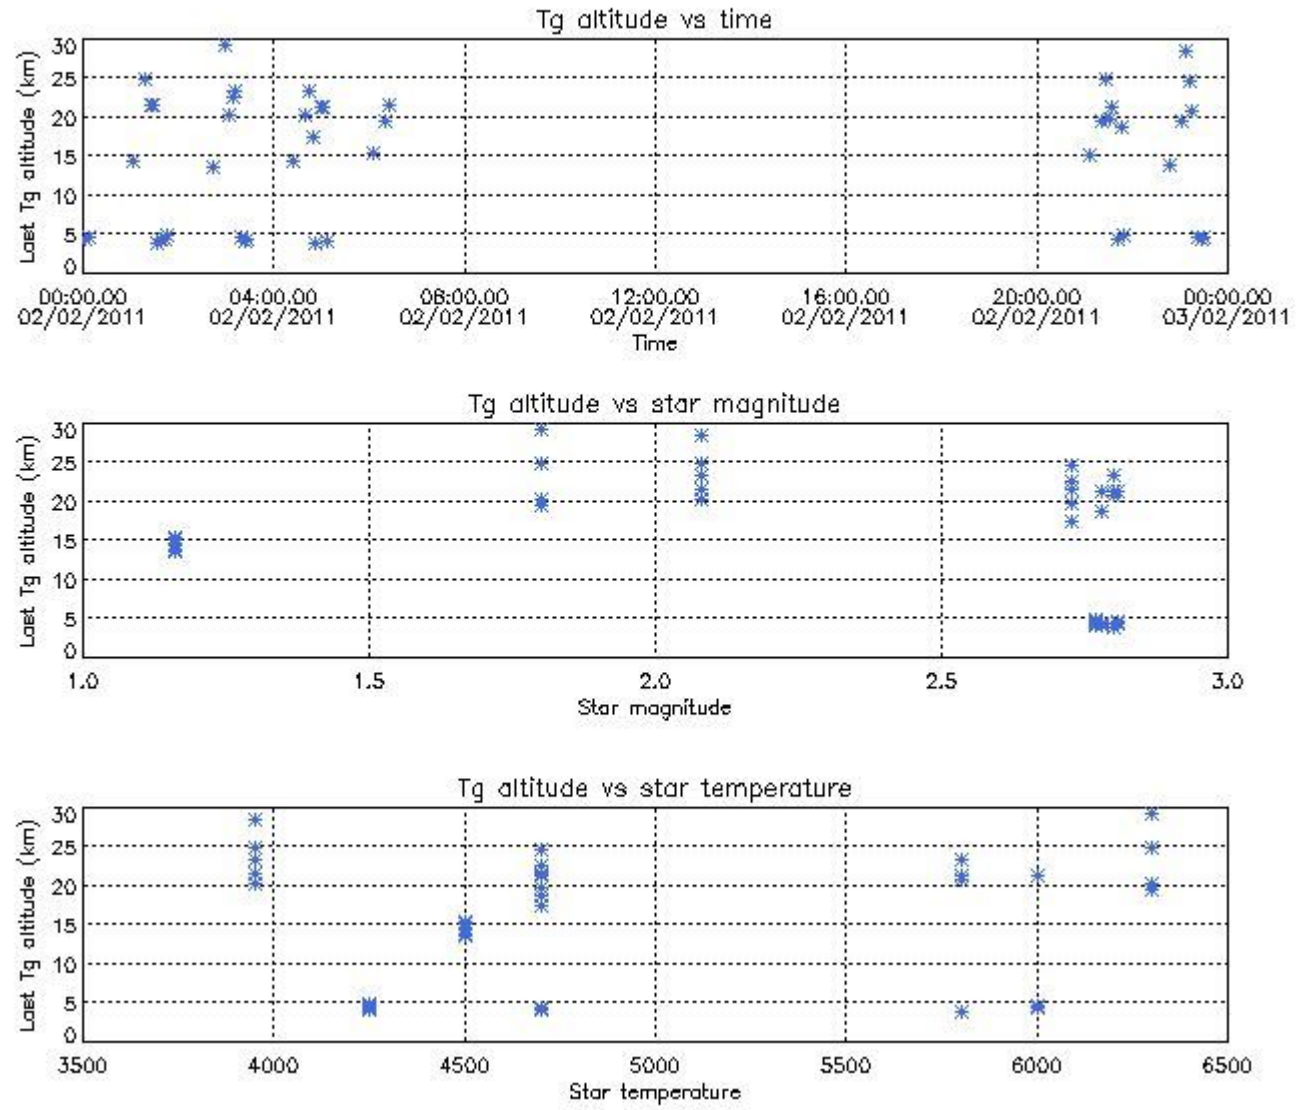 Tg altitude vs time
Last Tg altitude (km)
30
25
20
15
10
5
0
00:00.00 04:00.00 08:00.00 12:00.00 16:00.00 20:00.00 00:00.00
02/02/2011 02/02/2011 02/02/2011 02/02/2011 02/02/2011 02/02/2011 03/02/2011
Time
Tg altitude vs star magnitude
Last Tg altitude (km)
30
25
20
15
10
5
0
1.0 1.5 2.0 2.5 3.0
Star magnitude
Tg altitude vs star temperature
Last Tg altitude (km)
30
25
20
15
10
5
0
3500 4000 4500 5000 5500 6000 6500
Star temperature